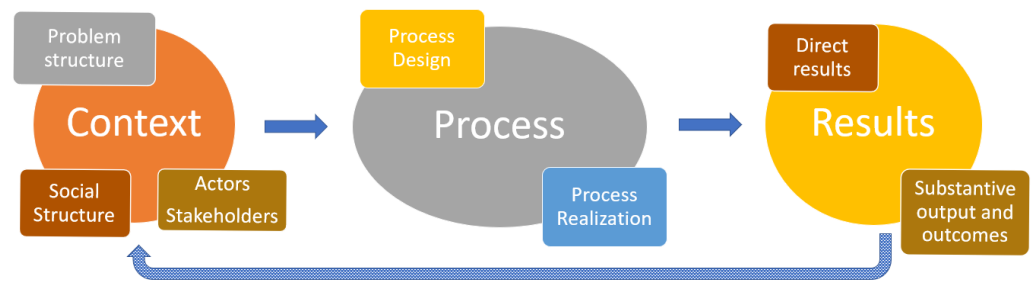 Problem
structure
Context
Social
Structure
Actors
Stakeholders
Process
Design
Process
Process
Realization
Direct
results
Results
Substantive
output and
outcomes